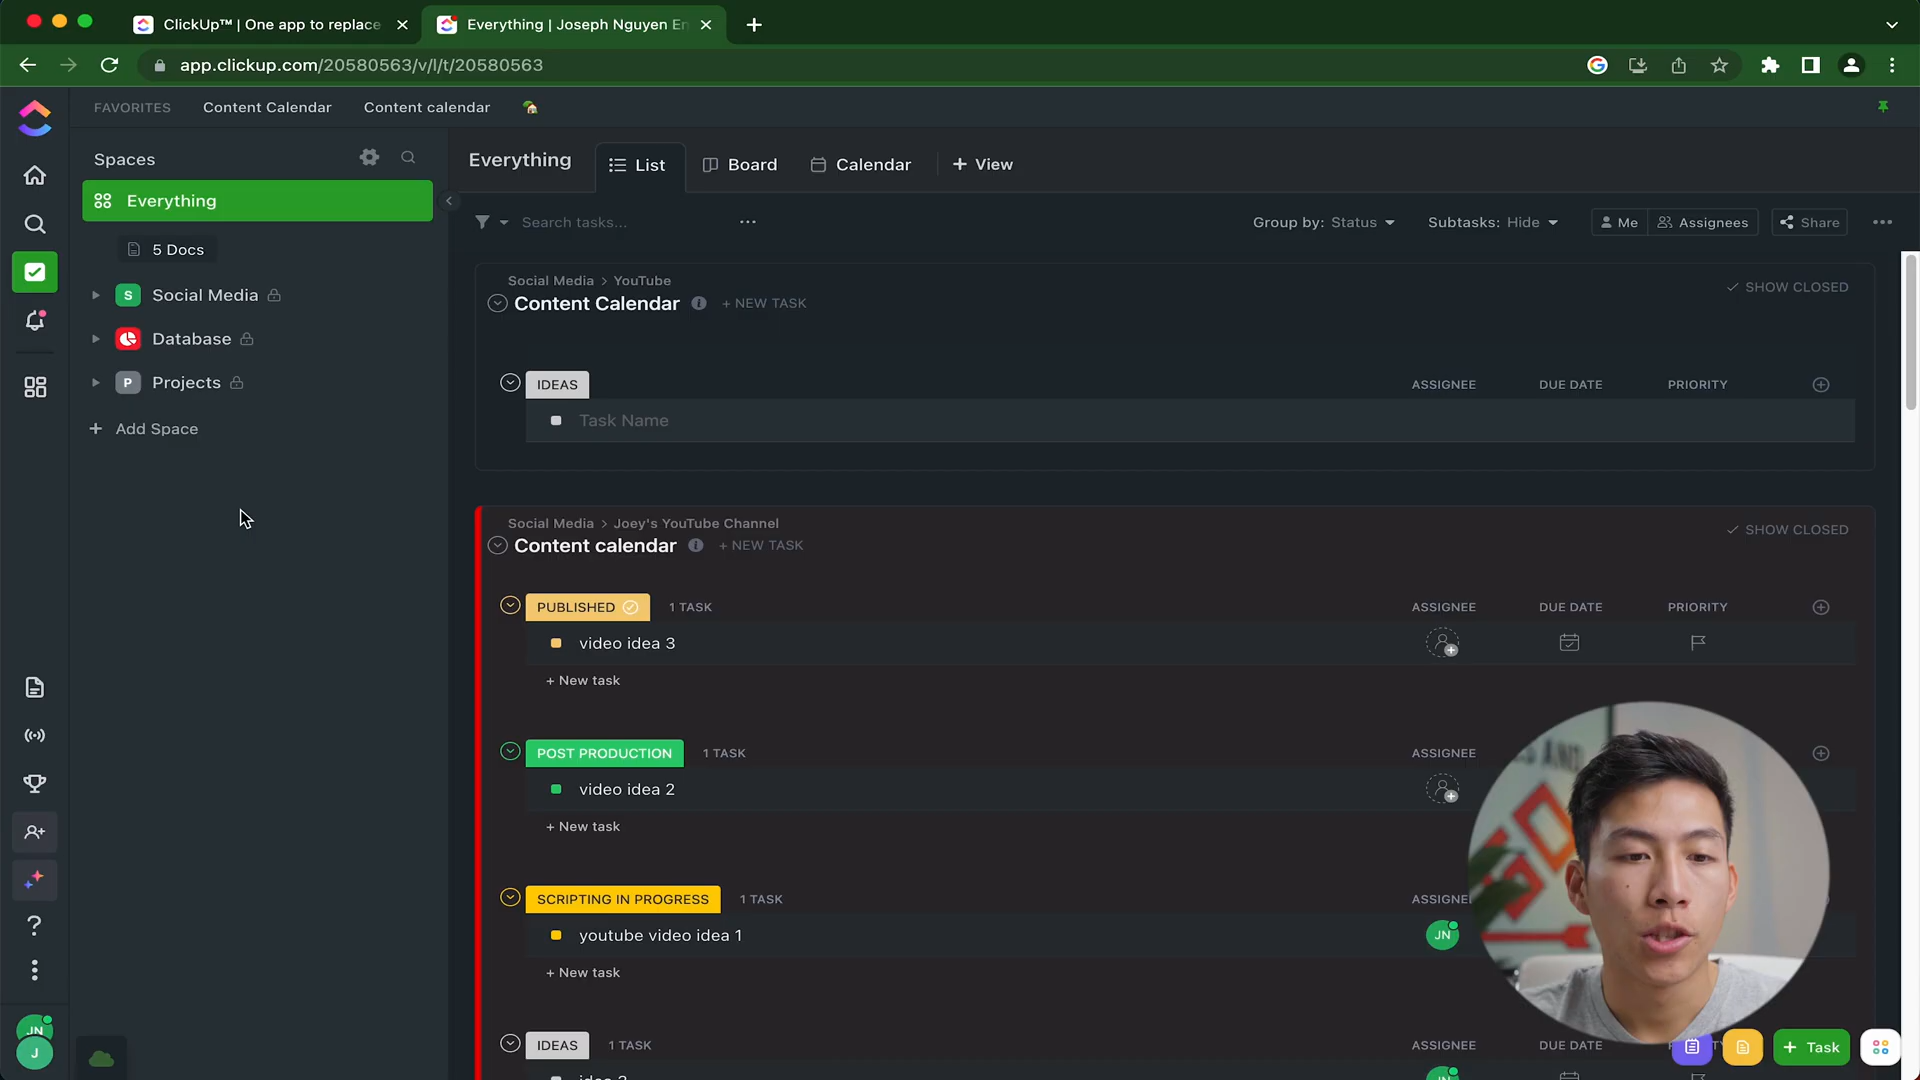 ClickUp™ | One app to replace
Everything | Joseph Nguyen En
app.clickup.com/20580563/v/l/t/20580563
FAVORITES
Content Calendar
Content calendar
Spaces
Everything
5 Docs
S
Social Media
Database
P
Projects
+ Add Space
JN
J
Everything
List
Board
Calendar
+ View
Search tasks...
Group by: Status
Subtasks: Hide
Me
Assignees
Share
Social Media > YouTube
Content Calendar
+ NEW TASK
SHOW CLOSED
IDEAS
ASSIGNEE
DUE DATE
PRIORITY
Task Name
Social Media > Joey's YouTube Channel
Content calendar
+ NEW TASK
SHOW CLOSED
PUBLISHED
1 TASK
ASSIGNEE
DUE DATE
PRIORITY
video idea 3
+ New task
POST PRODUCTION
1 TASK
ASSIGNEE
video idea 2
+ New task
SCRIPTING IN PROGRESS
1 TASK
youtube video idea 1
JN
+ New task
IDEAS
1 TASK
ASSIGNEE
DUE DATE
+ Task